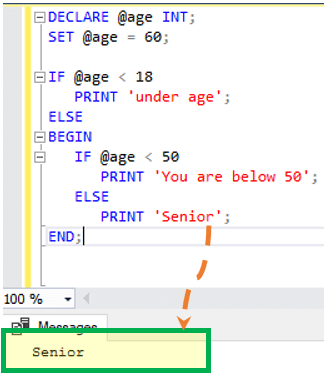 DECLARE @age INT;
SET @age = 60;
IF @age < 18
PRINT 'under age';
ELSE
BEGIN
IF @age < 50
PRINT 'You are below 50';
ELSE
PRINT 'Senior';
END;
100 %
Messages
Senior